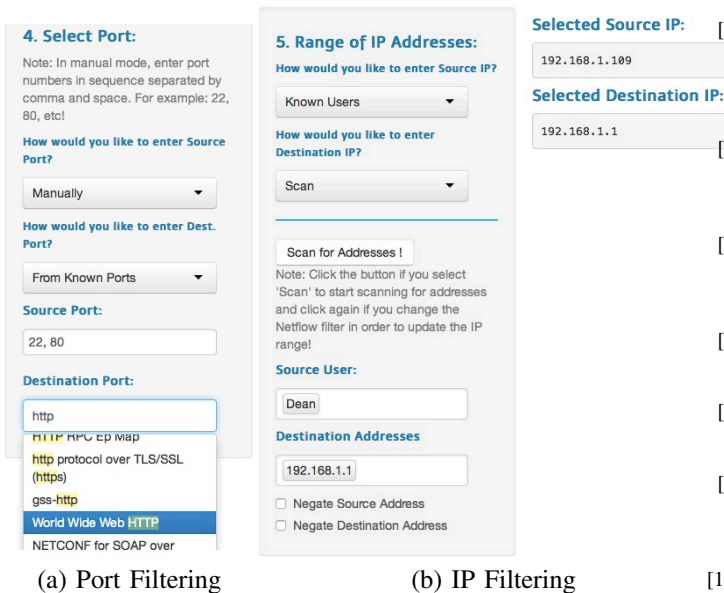 4. Select Port:
Note: In manual mode, enter port
numbers in sequence separated by
comma and space. For example: 22,
80, etc!
How would you like to enter Source
Port?
Manually
How would you like to enter Dest.
Port?
From Known Ports
Source Port:
22, 80
Destination Port:
http
HTTP RPC Ep Map
http protocol over TLS/SSL
(https)
gss-http
World Wide Web HTTP
NETCONF for SOAP over
(a) Port Filtering
5. Range of IP Addresses:
How would you like to enter Source IP?
Known Users
How would you like to enter
Destination IP?
Scan
Scan for Addresses !
Note: Click the button if you select
'Scan' to start scanning for addresses
and click again if you change the
Netflow filter in order to update the IP
range!
Source User:
Dean
Destination Addresses
192.168.1.1
Negate Source Address
Negate Destination Address
(b) IP Filtering
Selected Source IP:
192.168.1.109
Selected Destination IP:
192.168.1.1
[
[
[
[
[
[
[1